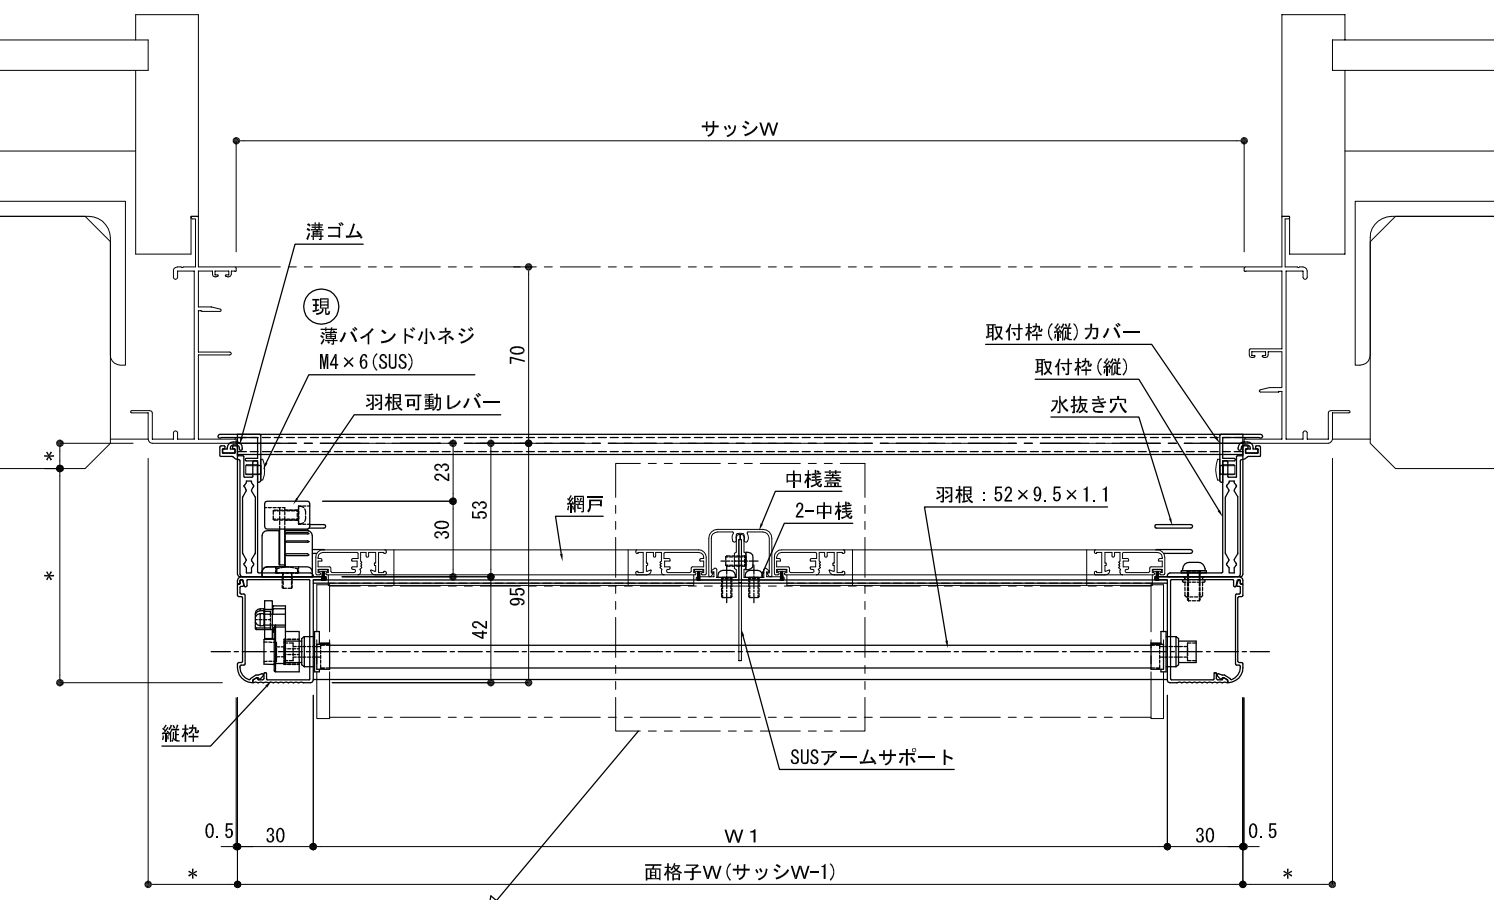 サッシW
溝ゴム
現
薄バインド小ネジ
M4×6(SUS)
羽根可動レバー
70
取付枠(縦)カバー
取付枠(縦)
水抜き穴
*
23
53
30
網戸
中桟蓋
2-中桟
羽根：52×9.5×1.1
*
95
42
縦枠
SUSアームサポート
0.5
30
W1
30
0.5
*
面格子W(サッシW-1)
*